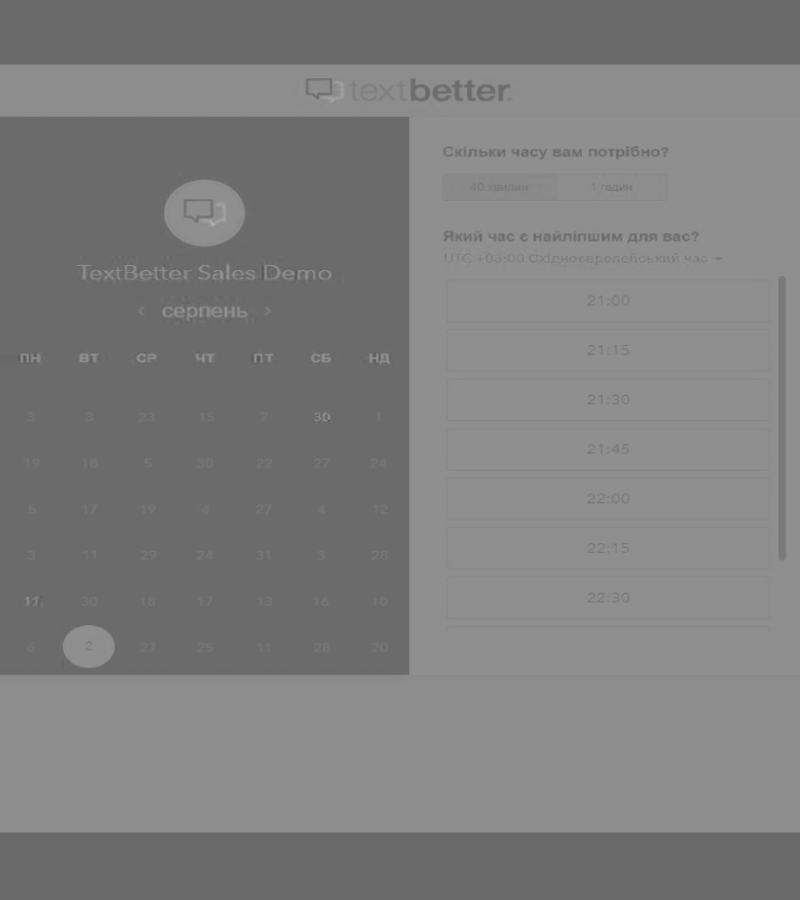 textbetter.
TextBetter Sales Demo
‹ серпень ›
ПН ВТ СР ЧТ ПТ СБ НД
3 3 23 15 7 30 1
19 18 5 30 22 27 24
5 17 19 4 27 4 12
3 11 29 24 31 3 28
11 30 18 17 13 16 10
6 2 27 25 11 28 20
Скільки часу вам потрібно?
40 хвилин 1 годин
Який час є найліпшим для вас?
UTC +03:00 Східноєвропейський час
21:00
21:15
21:30
21:45
22:00
22:15
22:30